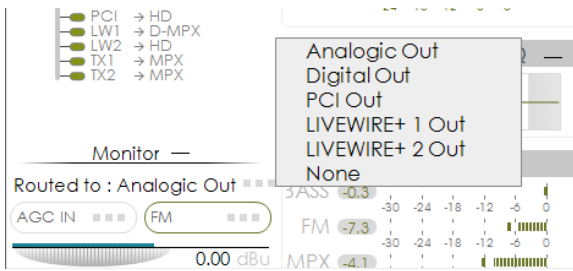 PCI → HD
LW1 → D-MPX
LW2 → HD
TX1 → MPX
TX2 → MPX
Analogic Out
Digital Out
PCI Out
LIVEWIRE+ 1 Out
LIVEWIRE+ 2 Out
None
Monitor —
Routed to : Analogic Out
AGC IN
FM
0.00 dBu
BASS -0.3
-30 -24 -18 -12 -6 0
FM -7.3
-30 -24 -18 -12 -6 0
MPX -4.1